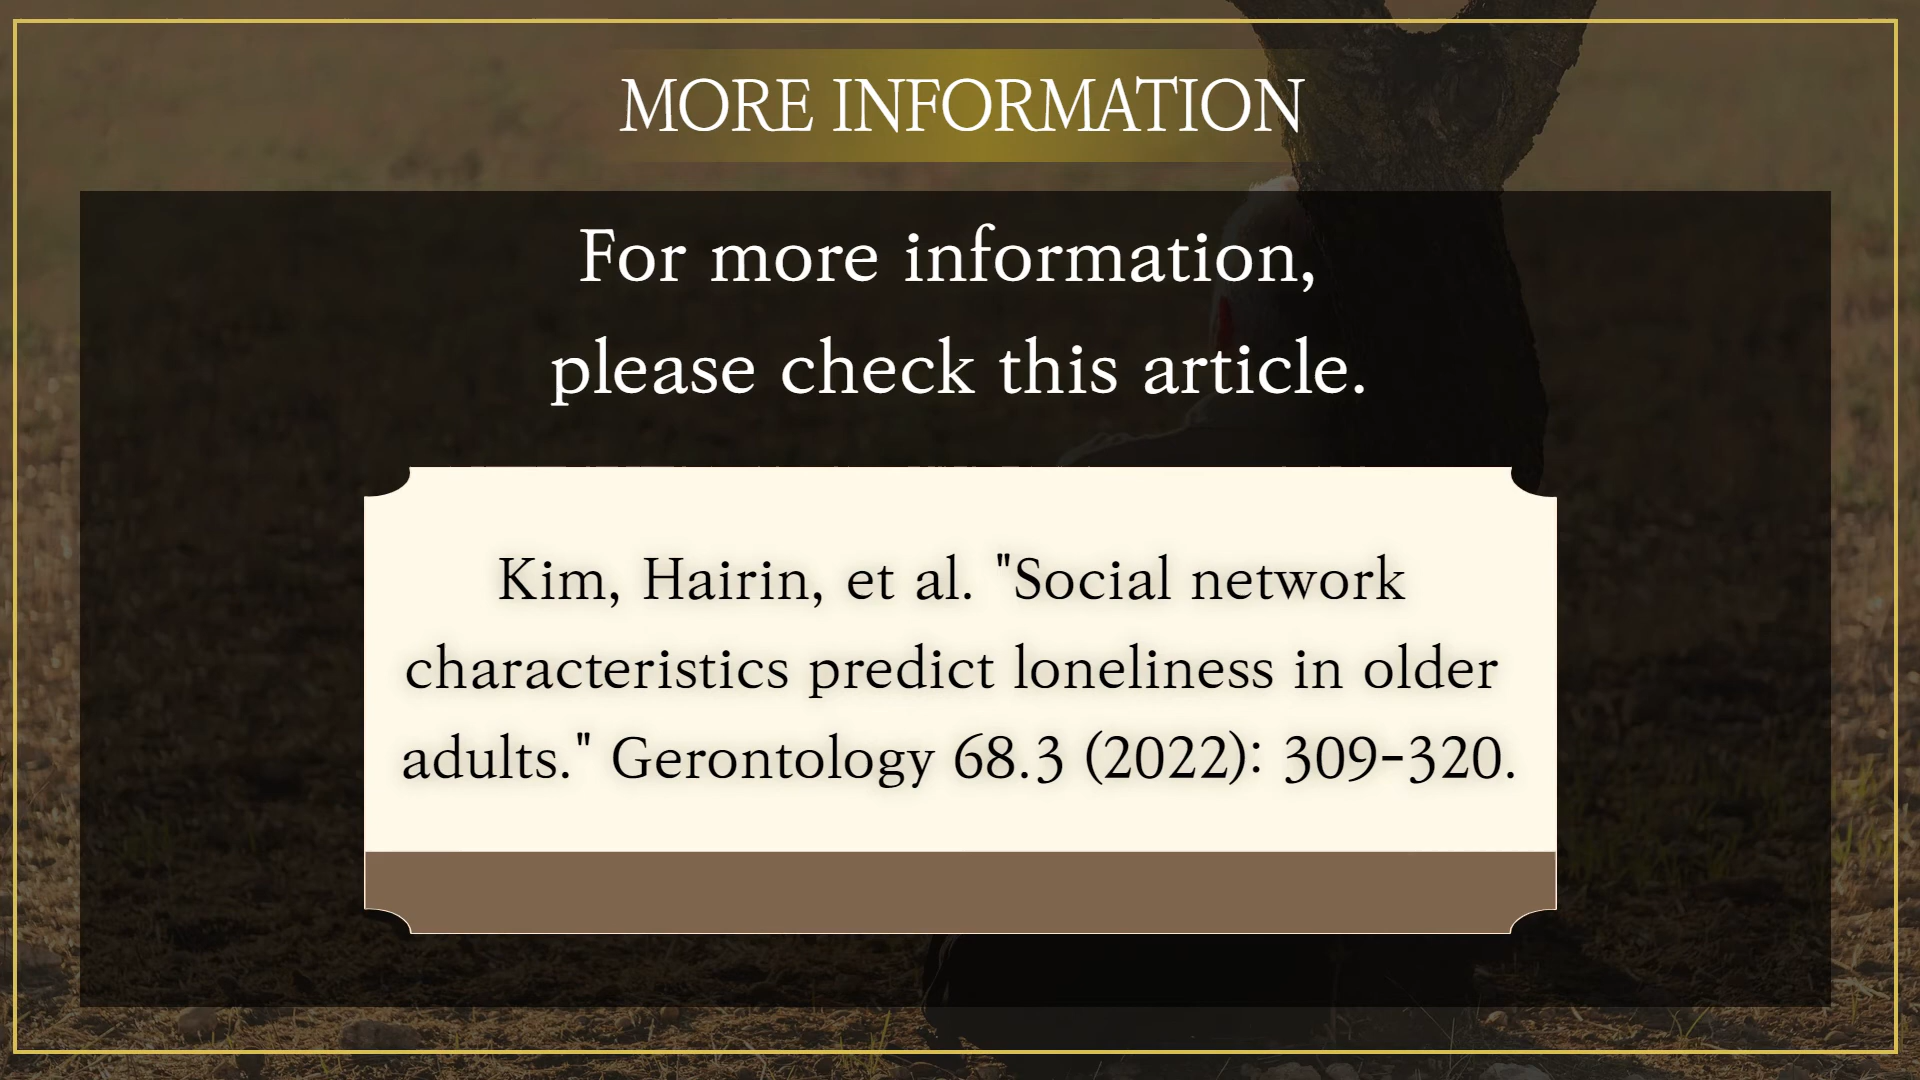 MORE INFORMATION
For more information,
please check this article.
Kim, Hairin, et al. "Social network
characteristics predict loneliness in older
adults." Gerontology 68.3 (2022): 309-320.